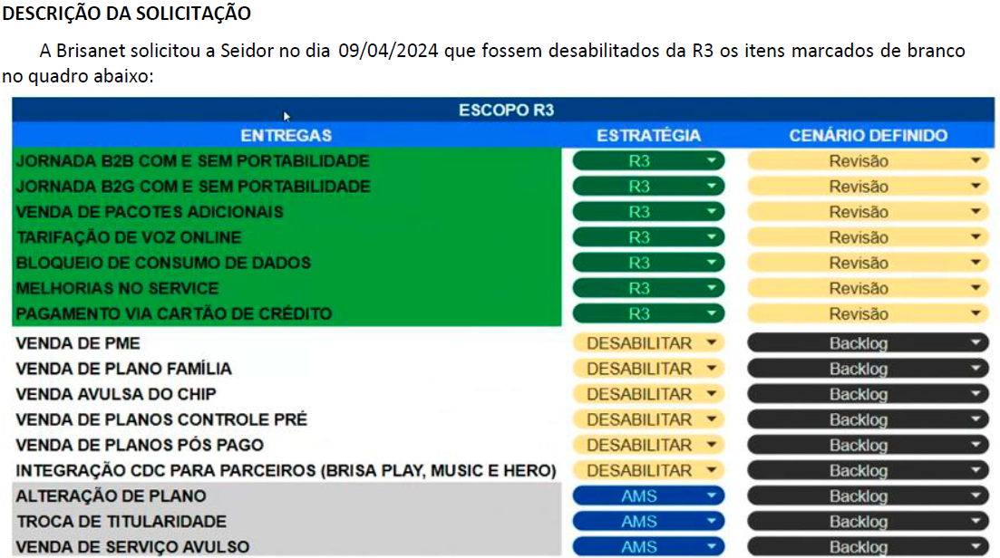 DESCRIÇÃO DA SOLICITAÇÃO
A Brisanet solicitou a Seidor no dia 09/04/2024 que fossem desabilitados da R3 os itens marcados de branco
no quadro abaixo:
ESCOPO R3
ENTREGAS ESTRATÉGIA CENÁRIO DEFINIDO
JORNADA B2B COM E SEM PORTABILIDADE R3 Revisão
JORNADA B2G COM E SEM PORTABILIDADE R3 Revisão
VENDA DE PACOTES ADICIONAIS R3 Revisão
TARIFAÇÃO DE VOZ ONLINE R3 Revisão
BLOQUEIO DE CONSUMO DE DADOS R3 Revisão
MELHORIAS NO SERVICE R3 Revisão
PAGAMENTO VIA CARTÃO DE CRÉDITO R3 Revisão
VENDA DE PME DESABILITAR Backlog
VENDA DE PLANO FAMÍLIA DESABILITAR Backlog
VENDA AVULSA DO CHIP DESABILITAR Backlog
VENDA DE PLANOS CONTROLE PRÉ DESABILITAR Backlog
VENDA DE PLANOS PÓS PAGO DESABILITAR Backlog
INTEGRAÇÃO CDC PARA PARCEIROS (BRISA PLAY, MUSIC E HERO) DESABILITAR Backlog
ALTERAÇÃO DE PLANO AMS Backlog
TROCA DE TITULARIDADE AMS Backlog
VENDA DE SERVIÇO AVULSO AMS Backlog